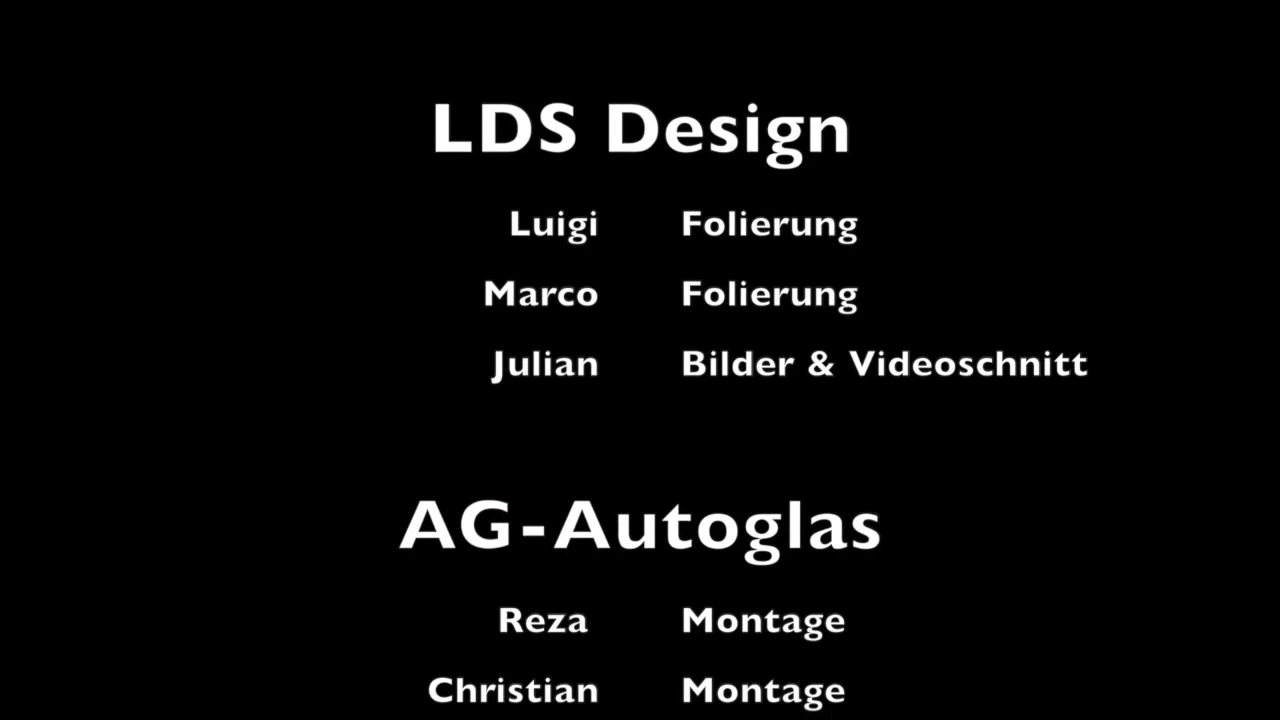 LDS Design
Luigi Folierung
Marco Folierung
Julian Bilder & Videoschnitt
AG-Autoglas
Reza Montage
Christian Montage